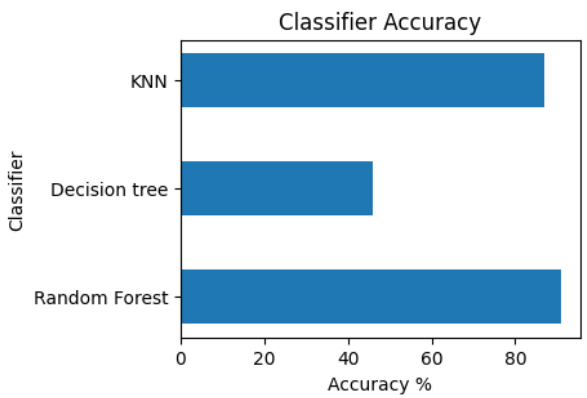 Classifier Accuracy
KNN
Decision tree
Random Forest
Classifier
0 20 40 60 80
Accuracy %